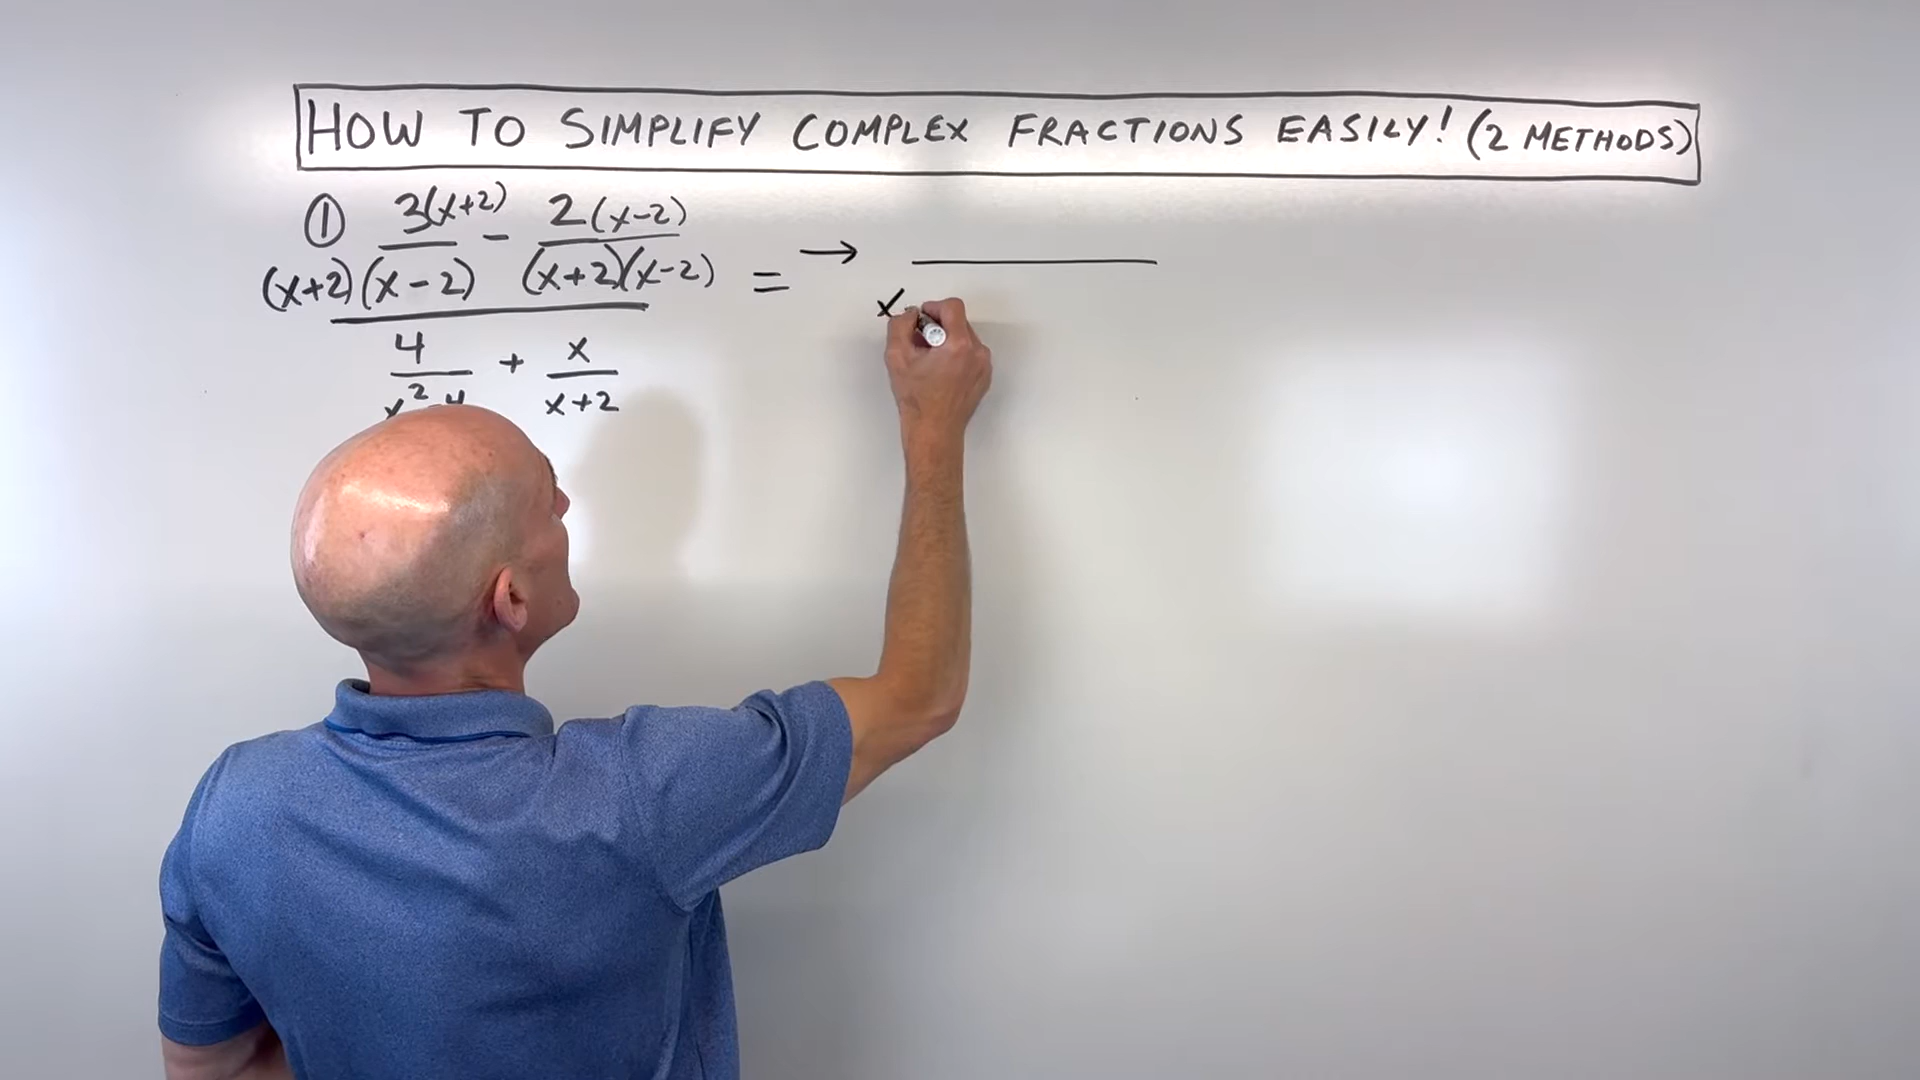 HOW TO SIMPLIFY COMPLEX FRACTIONS EASILY! (2 METHODS)
① 3(x+2) - 2(x-2)
(x+2)(x-2) (x+2)(x-2) = →
x
4 + x
x²-4 x+2